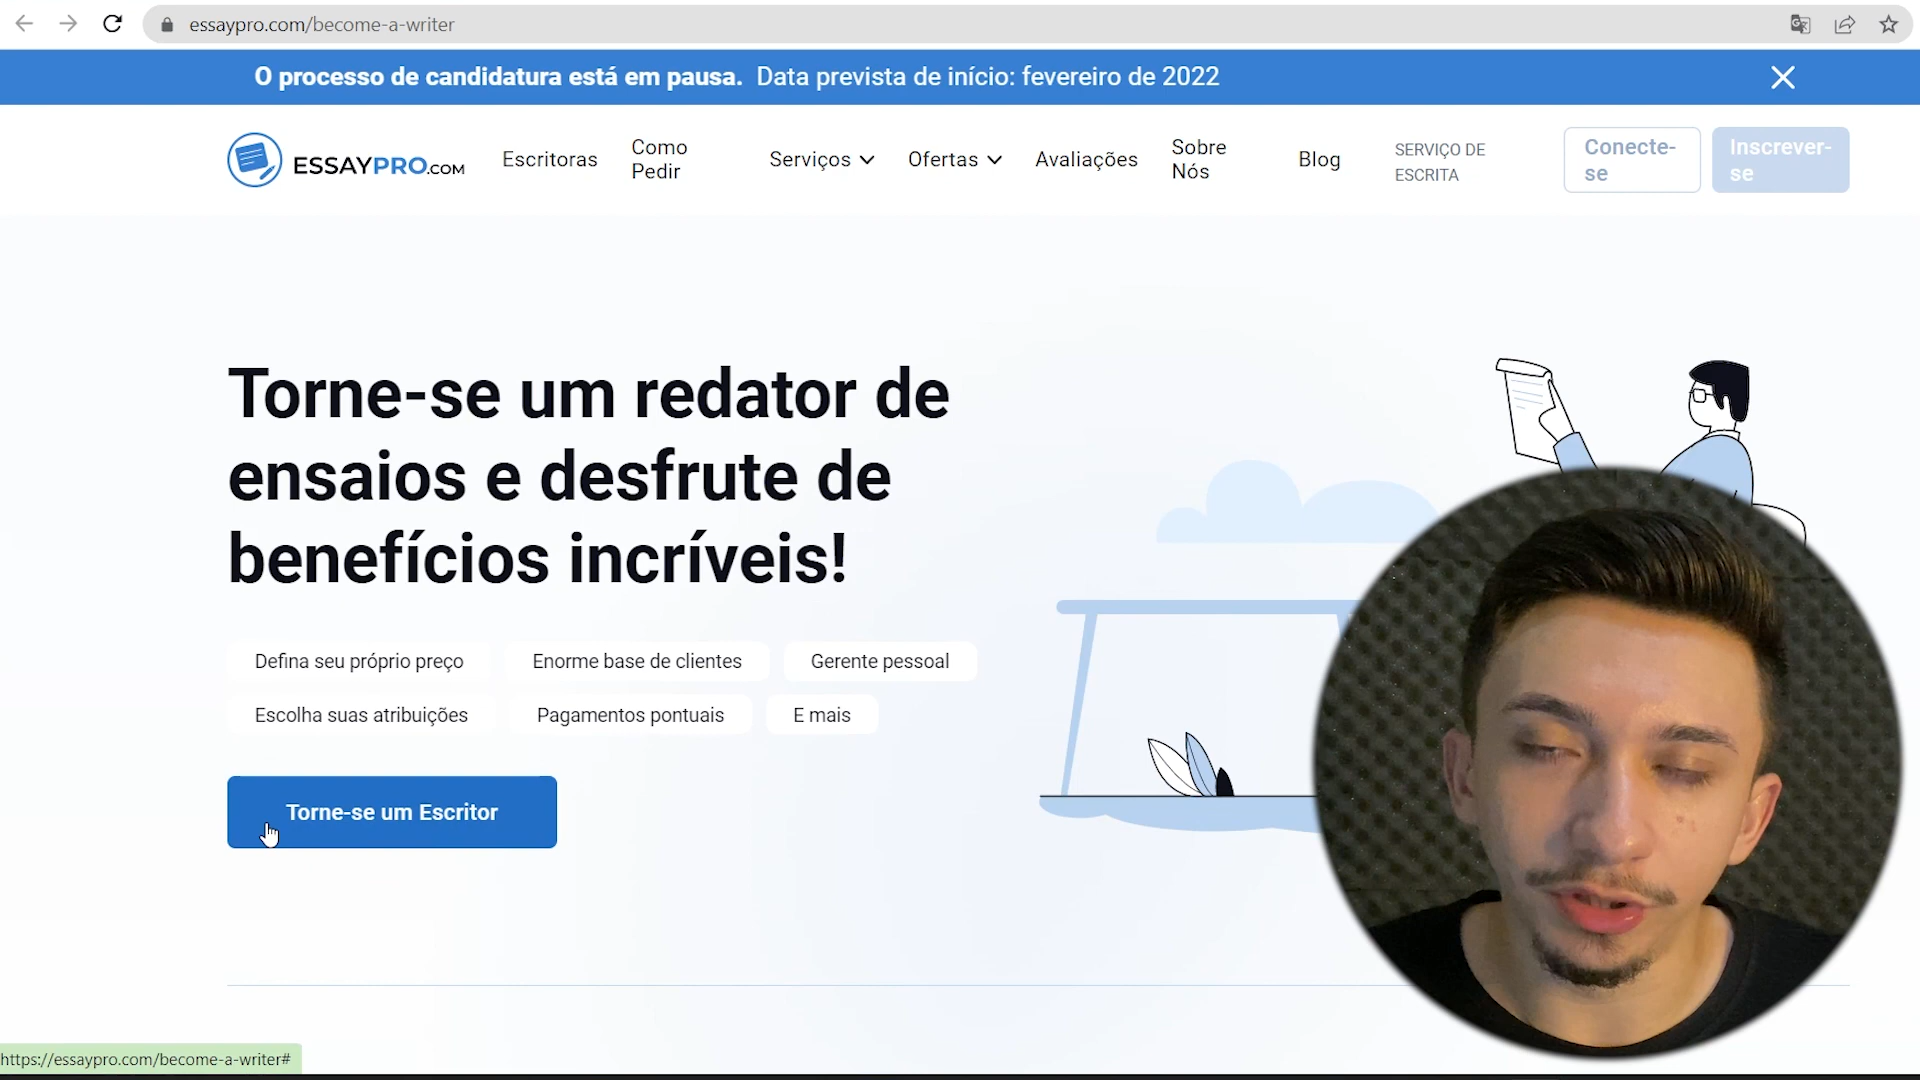 essaypro.com/become-a-writer
O processo de candidatura está em pausa. Data prevista de início: fevereiro de 2022
ESSAYPRO.COM
Escritoras
Como
Pedir
Serviços
Ofertas
Avaliações
Sobre
Nós
Blog
SERVIÇO DE
ESCRITA
Conecte-
se
Inscrever-
se
Torne-se um redator de
ensaios e desfrute de
benefícios incríveis!
Defina seu próprio preço
Enorme base de clientes
Gerente pessoal
Escolha suas atribuições
Pagamentos pontuais
E mais
Torne-se um Escritor
https://essaypro.com/become-a-writer#